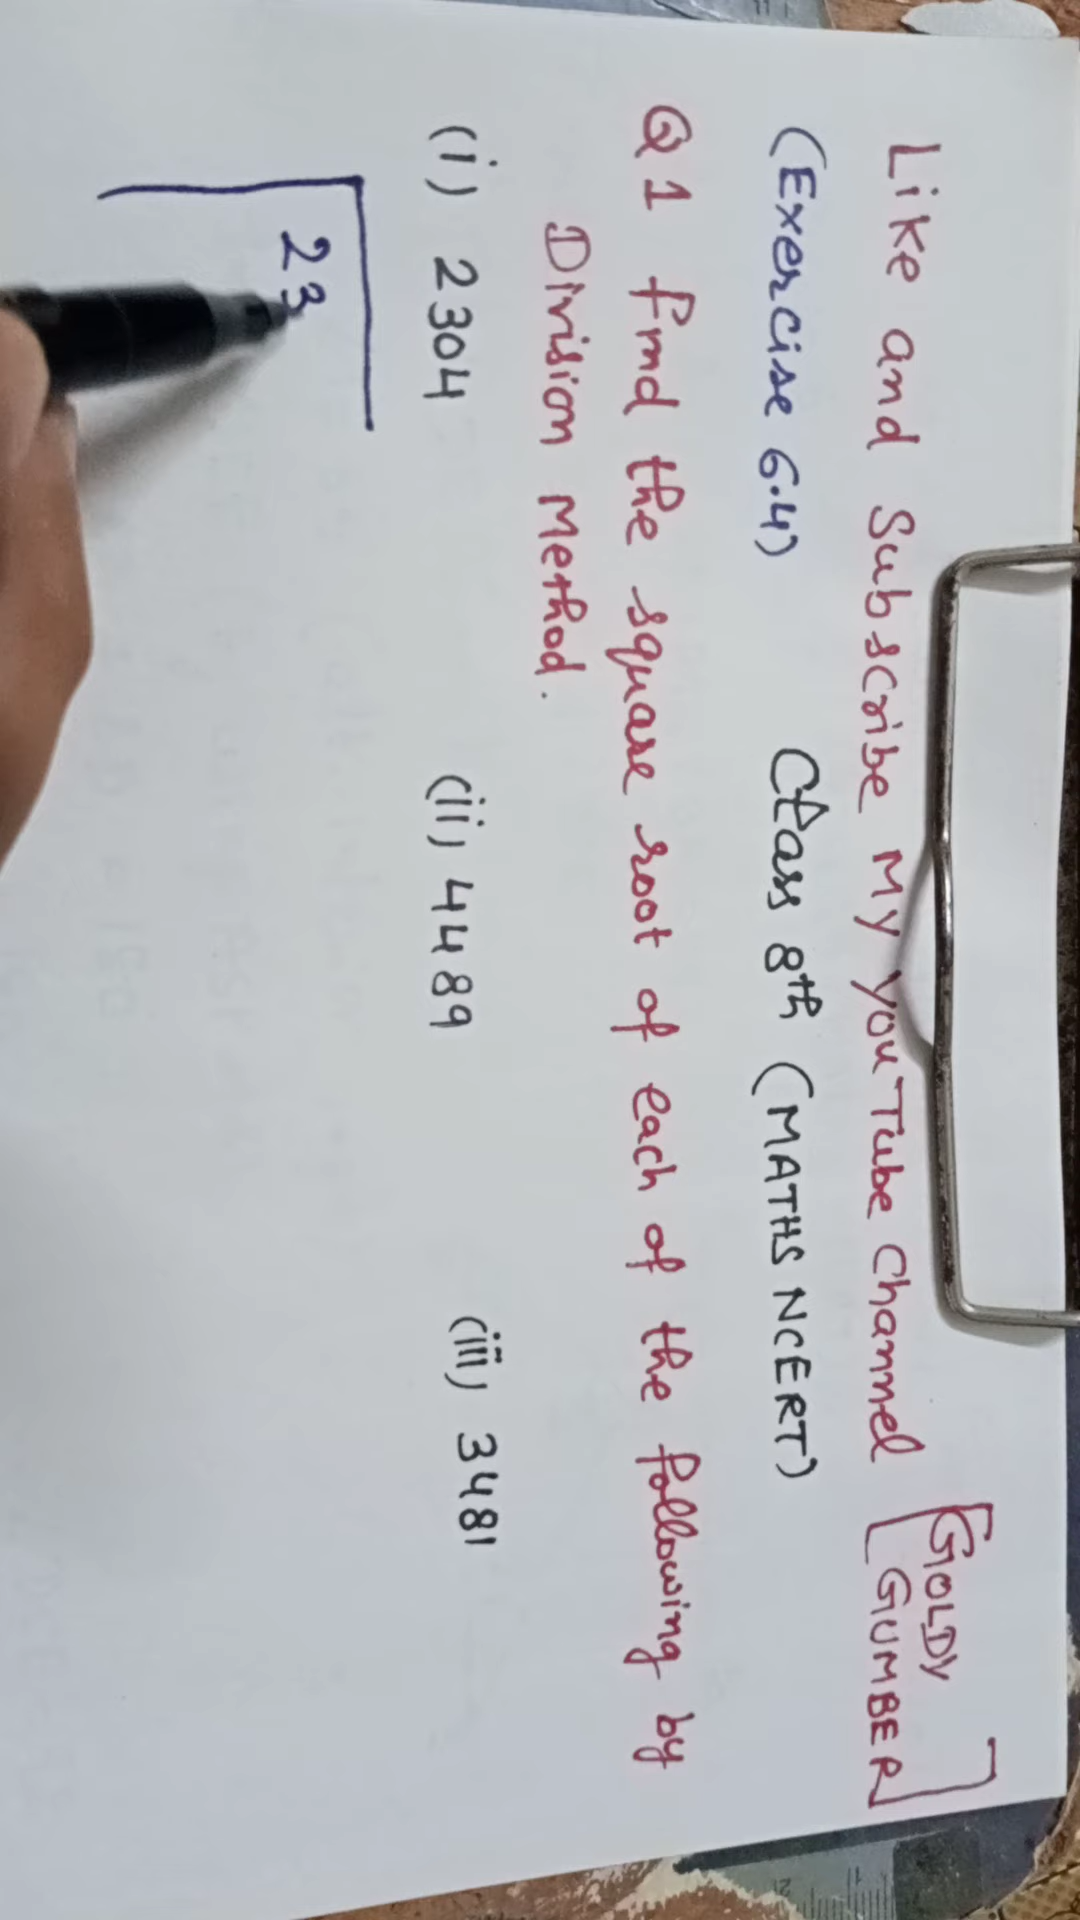 Like and Subscribe My YouTube Channel [GOLDY GUMBER]
(Exercise 6.4) Class 8th (MATHS NCERT)
Q1 find the square root of each of the following by
Division Method.
(i) 2304 (ii) 4489 (iii) 3481
23